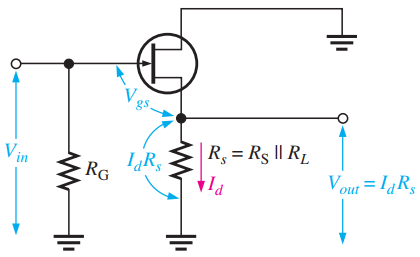 V_gs
V_in
R_G
I_dR_s
R_s = R_S || R_L
I_d
V_out = I_dR_s